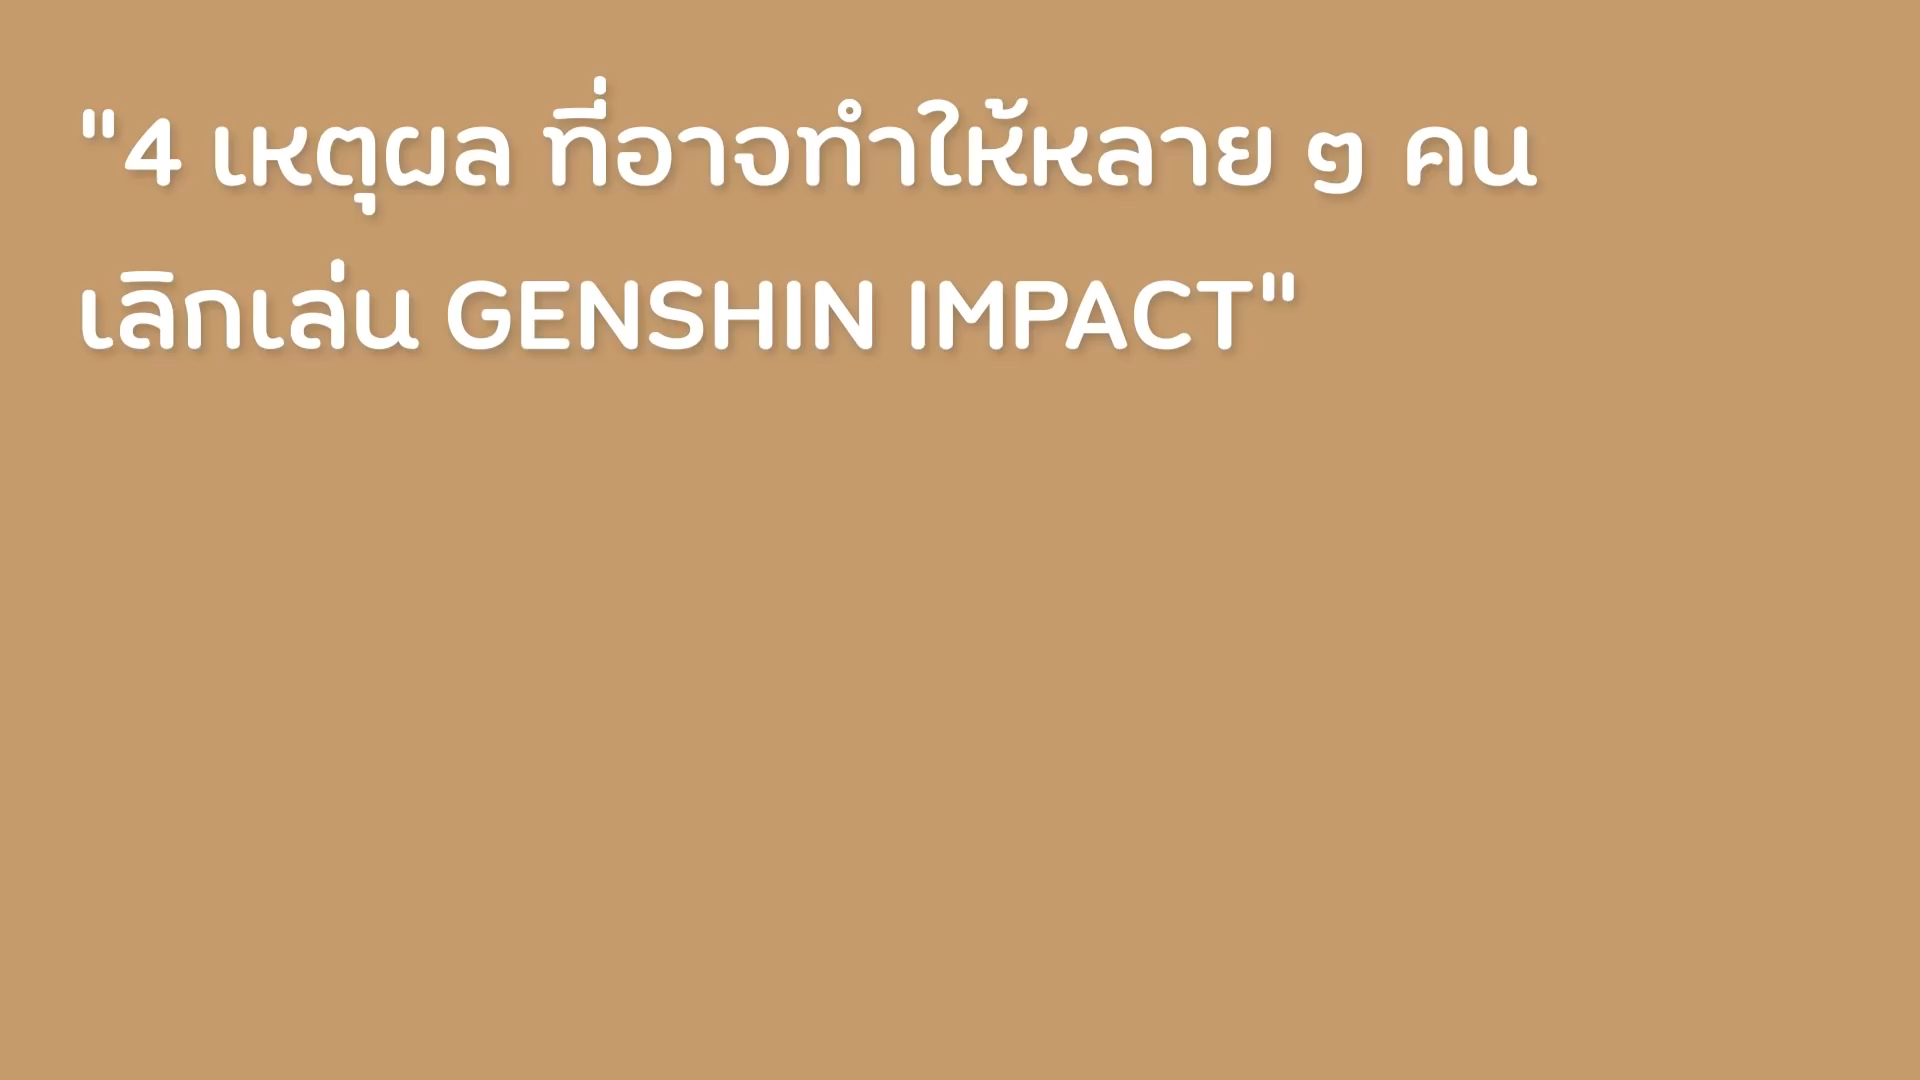 "4 เหตุผล ที่อาจทำให้หลาย ๆ คน
เลิกเล่น GENSHIN IMPACT"